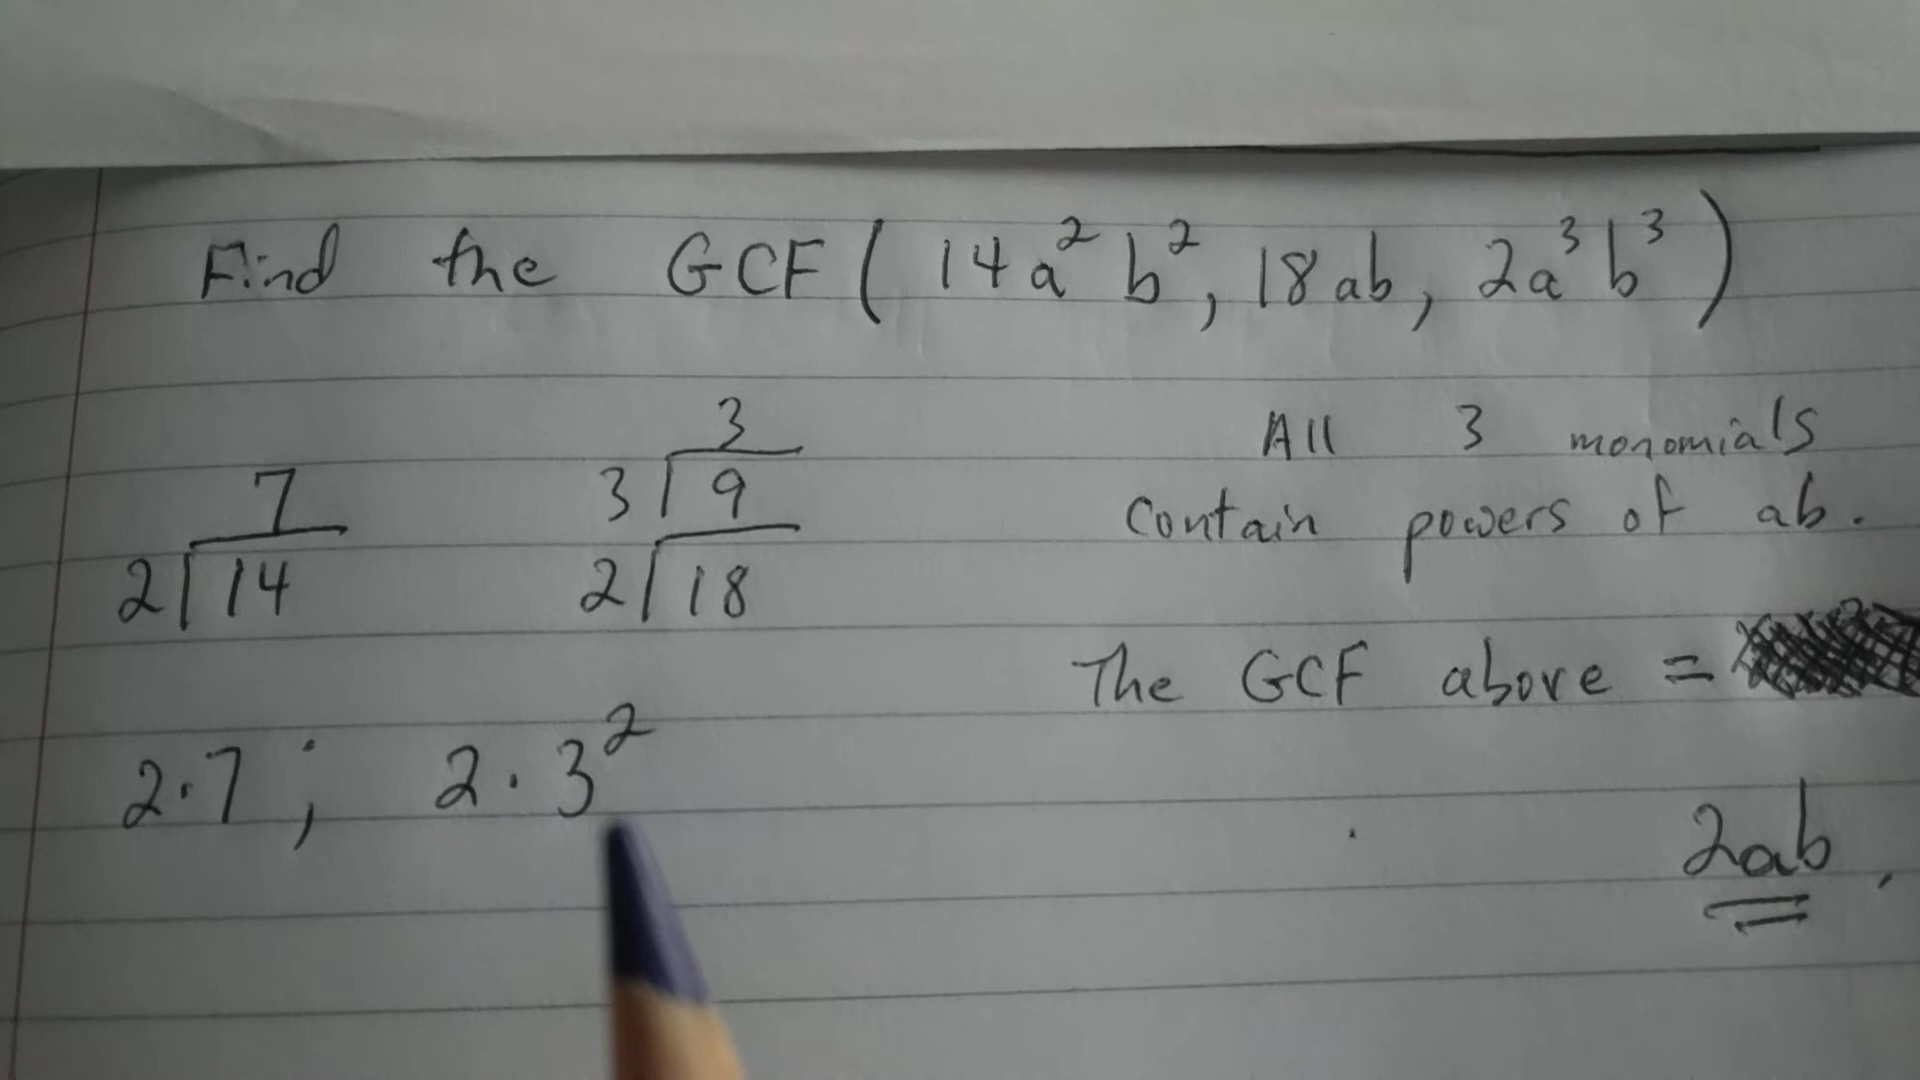 Find the GCF( 14a²b², 18ab, 2a³b³ )
7
2√14
3
3√9
2√18
2·7; 2·3²
All 3 monomials
contain powers of ab.
The GCF above =
2ab.